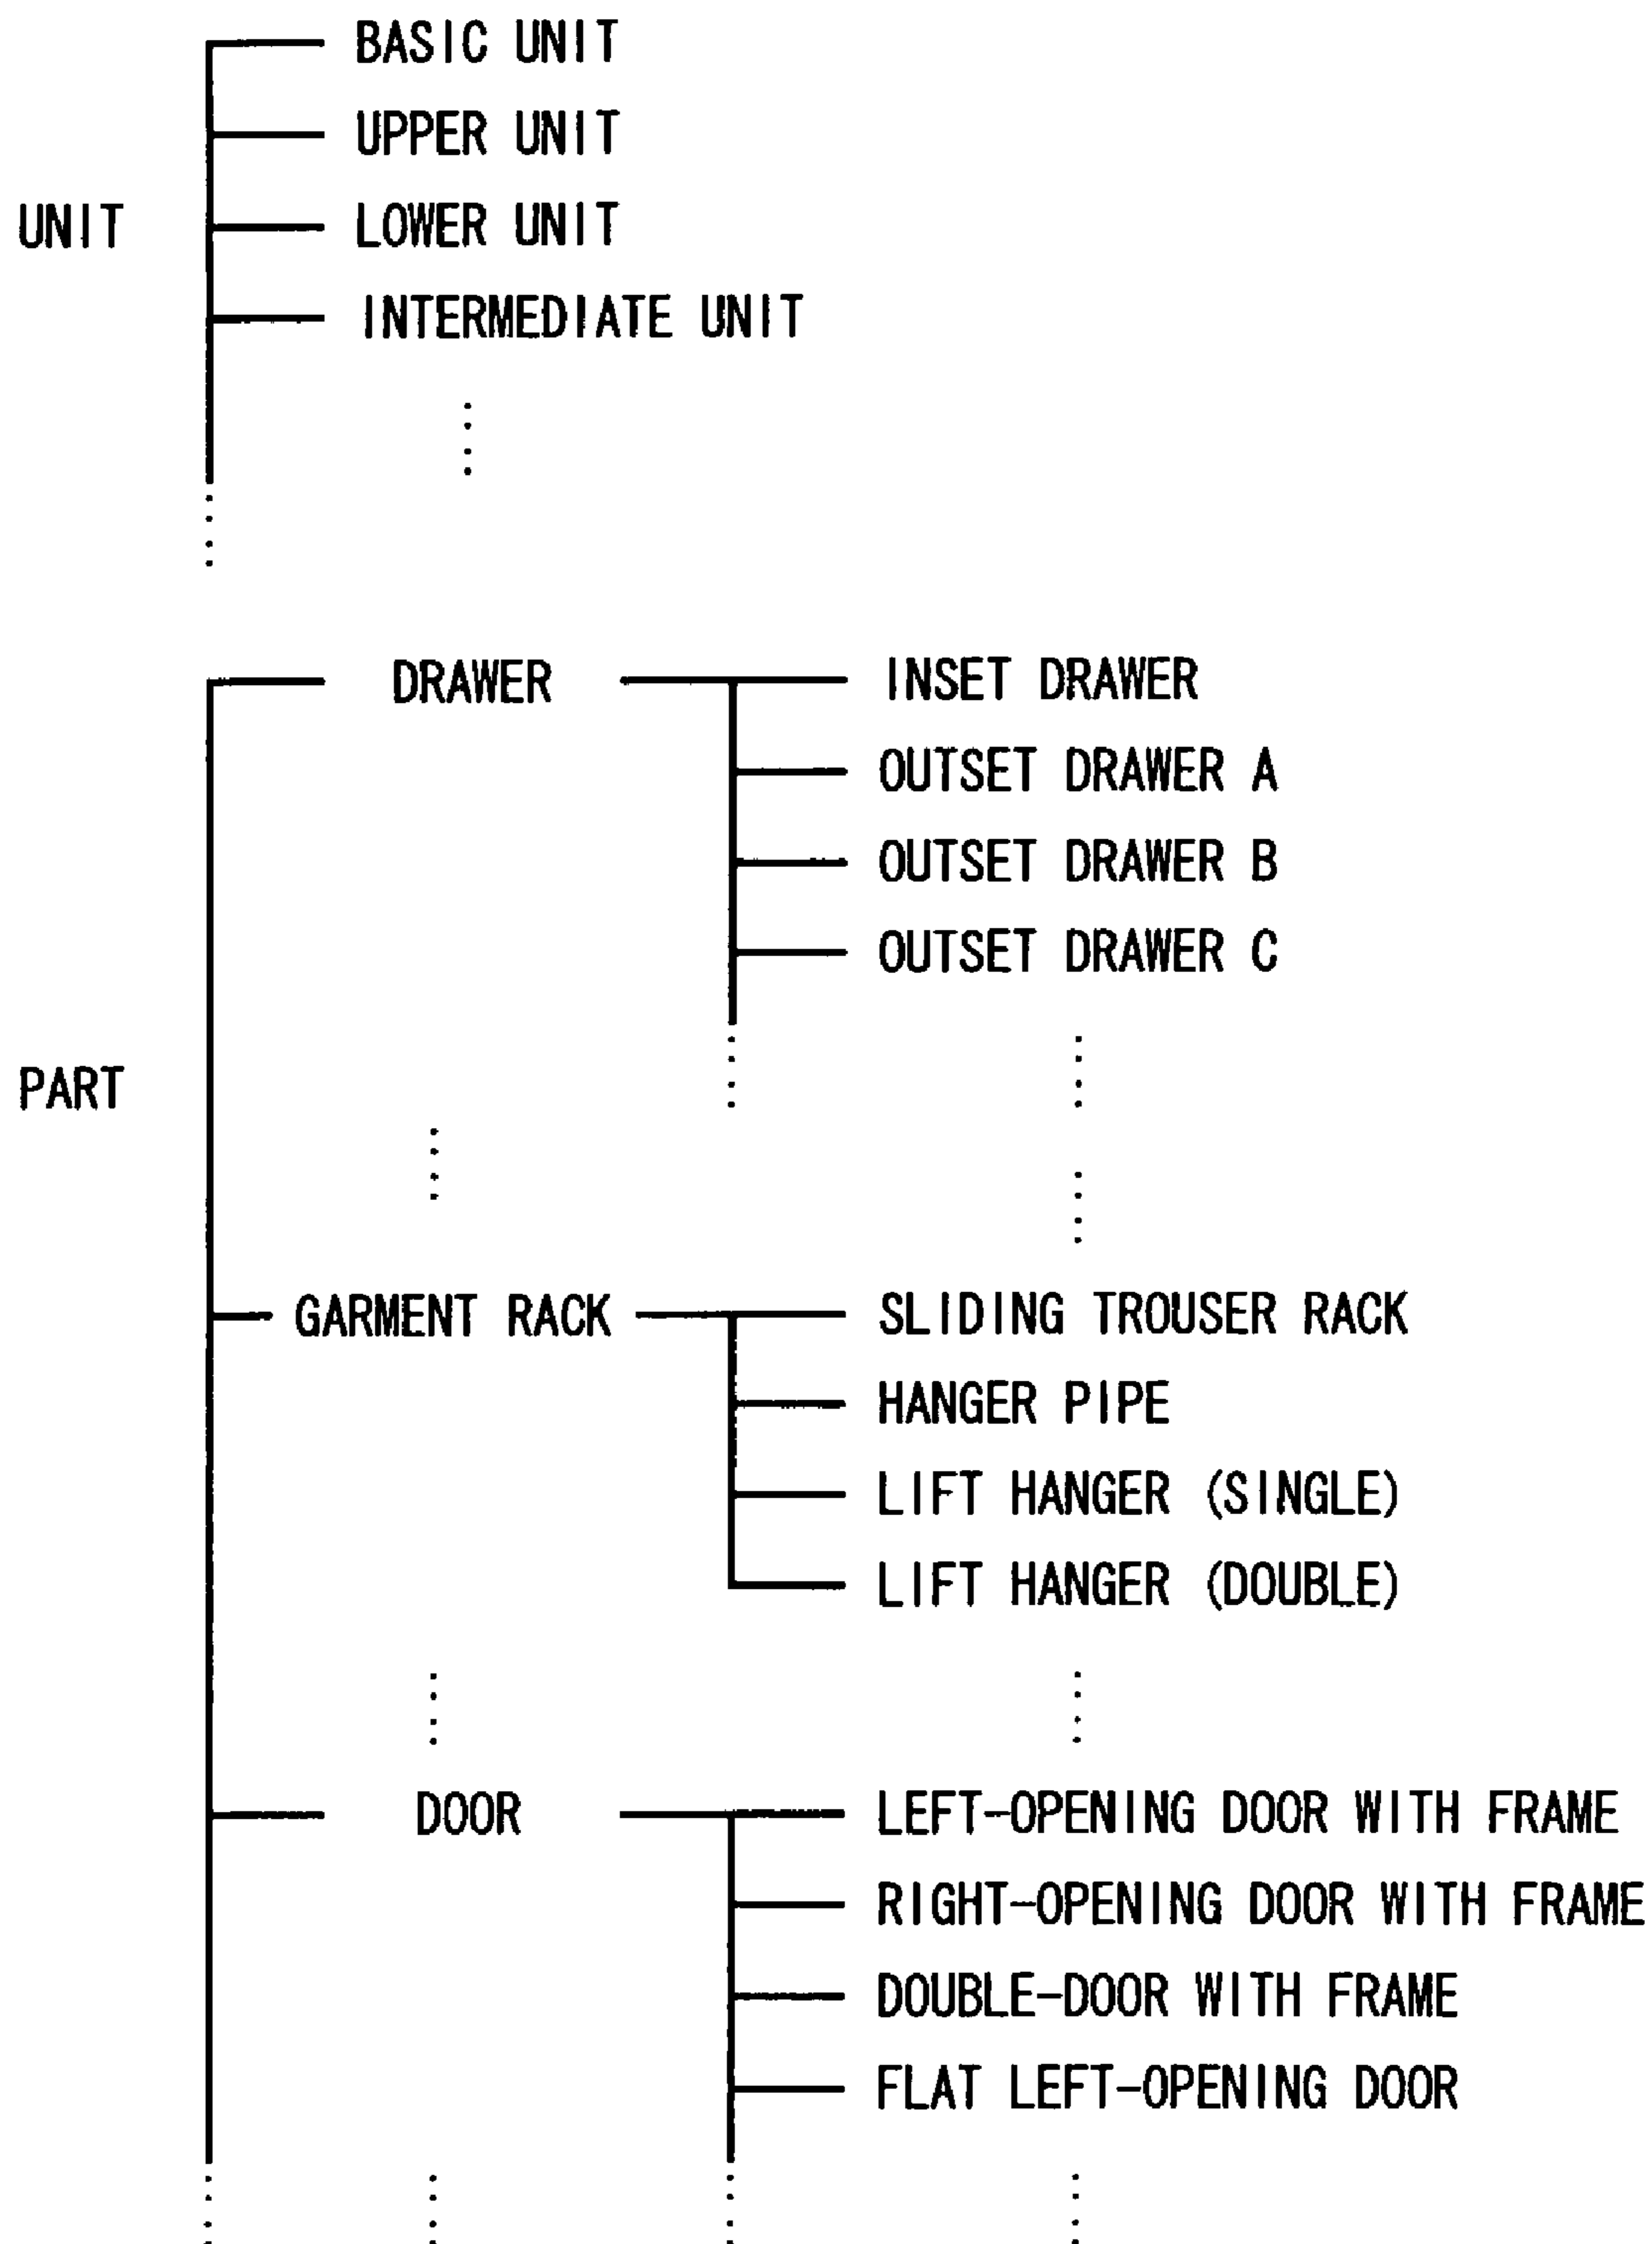 BASIC UNIT
UPPER UNIT
UNIT
LOWER UNIT
INTERMEDIATE UNIT
DRAWER
INSET DRAWER
OUTSET DRAWER A
OUTSET DRAWER B
OUTSET DRAWER C
PART
GARMENT RACK
SLIDING TROUSER RACK
HANGER PIPE
LIFT HANGER (SINGLE)
LIFT HANGER (DOUBLE)
DOOR
LEFT-OPENING DOOR WITH FRAME
RIGHT-OPENING DOOR WITH FRAME
DOUBLE-DOOR WITH FRAME
FLAT LEFT-OPENING DOOR